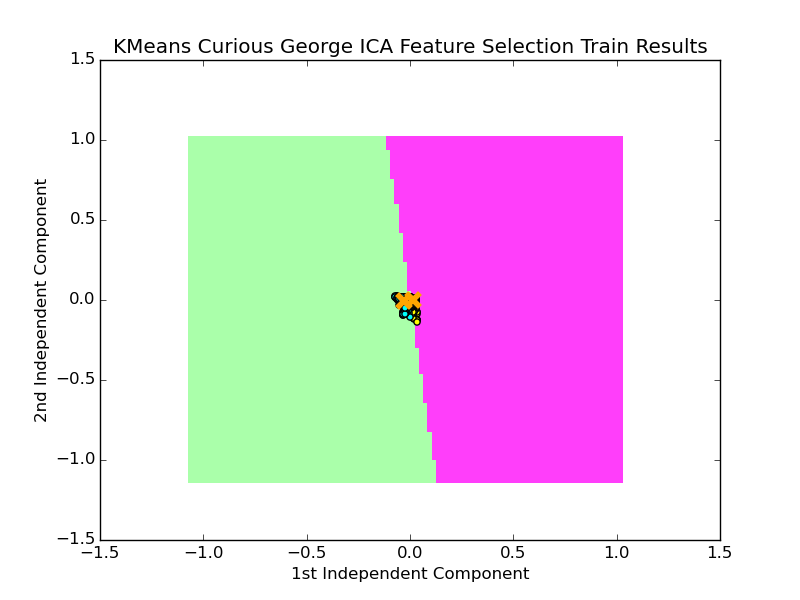 KMeans Curious George ICA Feature Selection Train Results
1.5
1.0
0.5
0.0
−0.5
−1.0
−1.5
2nd Independent Component
−1.5 −1.0 −0.5 0.0 0.5 1.0 1.5
1st Independent Component